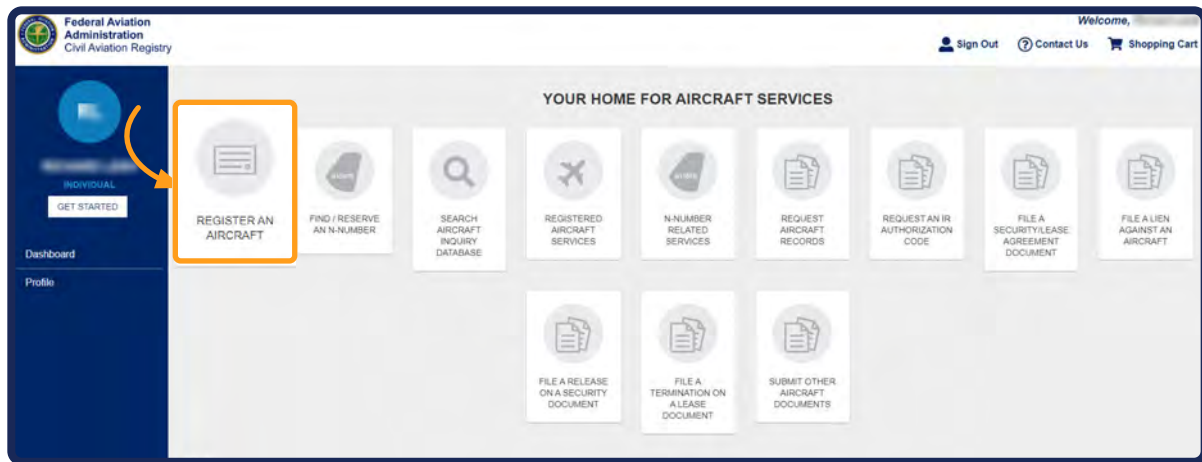 Federal Aviation
Administration
Civil Aviation Registry
Welcome,
Sign Out
Contact Us
Shopping Cart
INDIVIDUAL
GET STARTED
Dashboard
Profile
YOUR HOME FOR AIRCRAFT SERVICES
REGISTER AN
AIRCRAFT
FIND / RESERVE
AN N-NUMBER
SEARCH
AIRCRAFT
INQUIRY
DATABASE
REGISTERED
AIRCRAFT
SERVICES
N-NUMBER
RELATED
SERVICES
REQUEST
AIRCRAFT
RECORDS
REQUEST AN IR
AUTHORIZATION
CODE
FILE A
SECURITY/LEASE
AGREEMENT
DOCUMENT
FILE A LIEN
AGAINST AN
AIRCRAFT
FILE A RELEASE
ON A SECURITY
DOCUMENT
FILE A
TERMINATION ON
A LEASE
DOCUMENT
SUBMIT OTHER
AIRCRAFT
DOCUMENTS